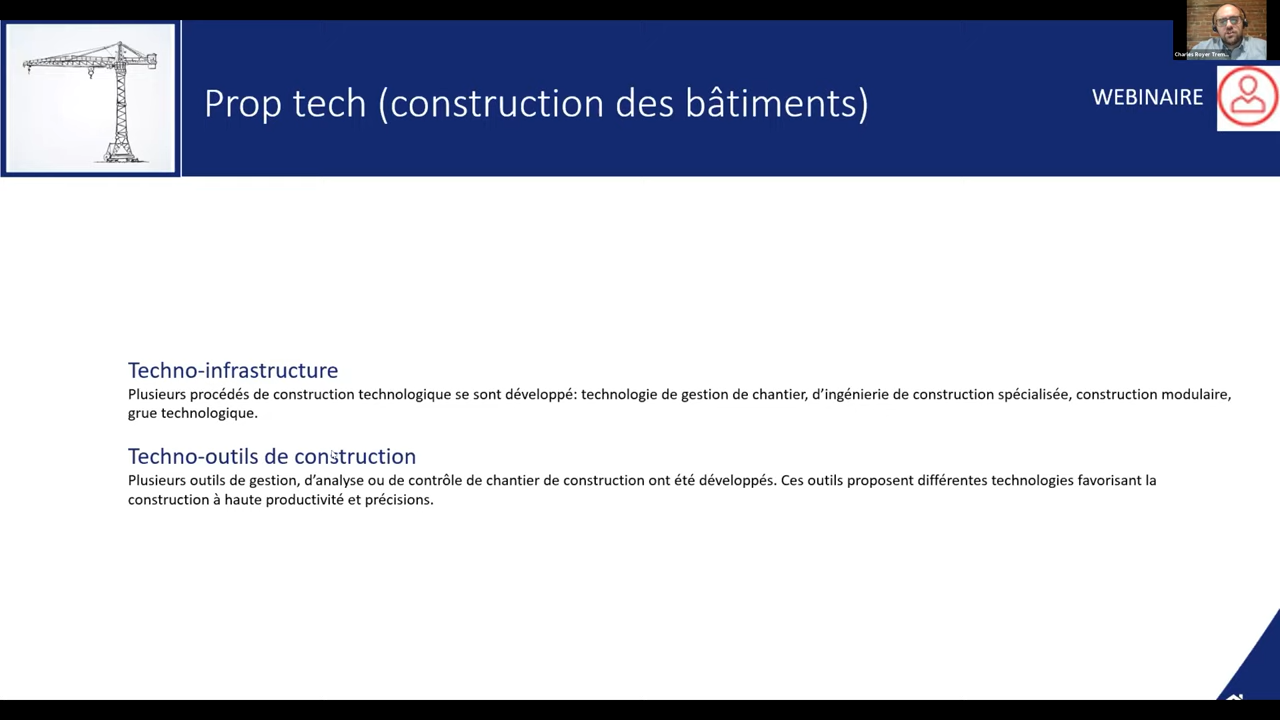 Charles Royer Trem...
Prop tech (construction des bâtiments)
WEBINAIRE
Techno-infrastructure
Plusieurs procédés de construction technologique se sont développé: technologie de gestion de chantier, d'ingénierie de construction spécialisée, construction modulaire,
grue technologique.
Techno-outils de construction
Plusieurs outils de gestion, d'analyse ou de contrôle de chantier de construction ont été développés. Ces outils proposent différentes technologies favorisant la
construction à haute productivité et précisions.